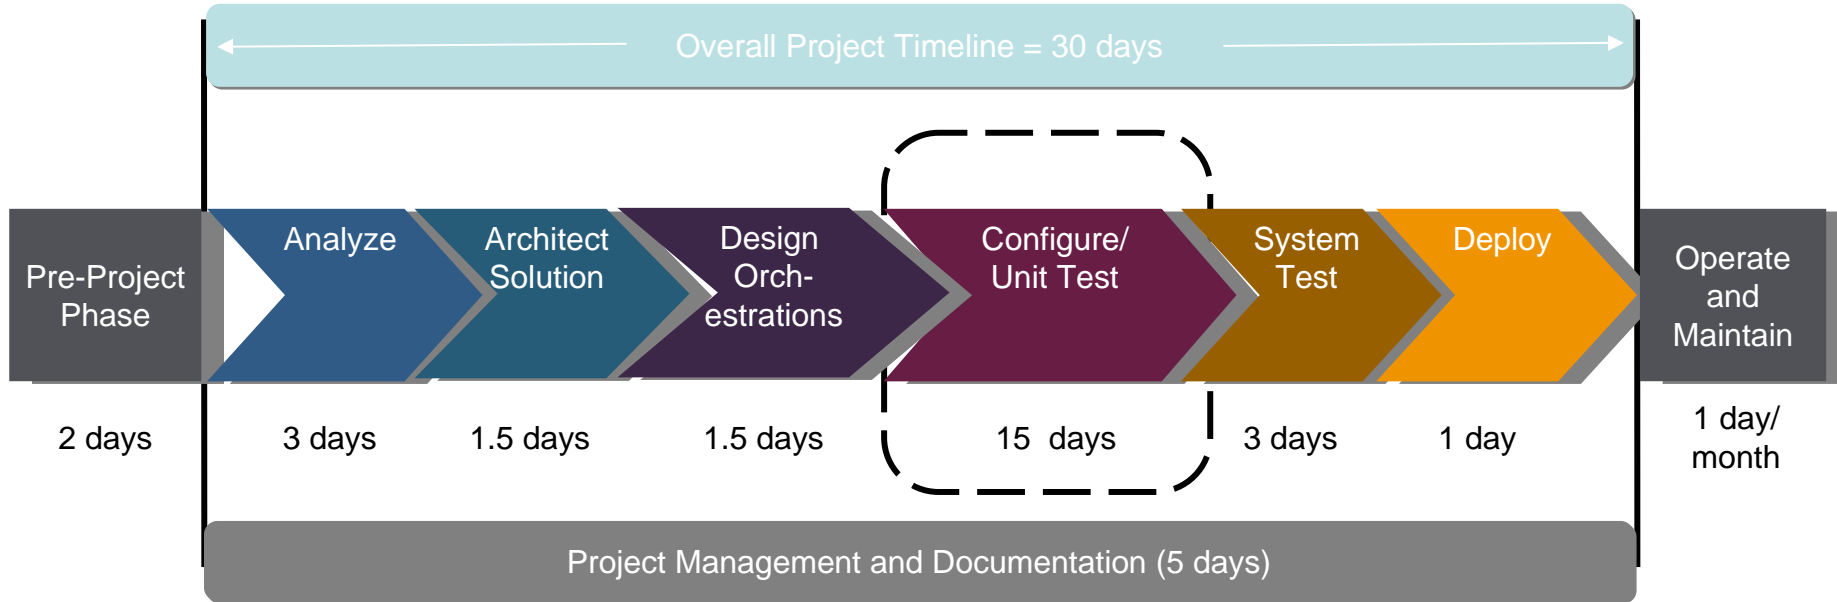 Overall Project Timeline = 30 days
Pre-Project
Phase
Analyze
Architect
Solution
Design
Orch-
estrations
Configure/
Unit Test
System
Test
Deploy
Operate
and
Maintain
2 days
3 days
1.5 days
1.5 days
15 days
3 days
1 day
1 day/
month
Project Management and Documentation (5 days)